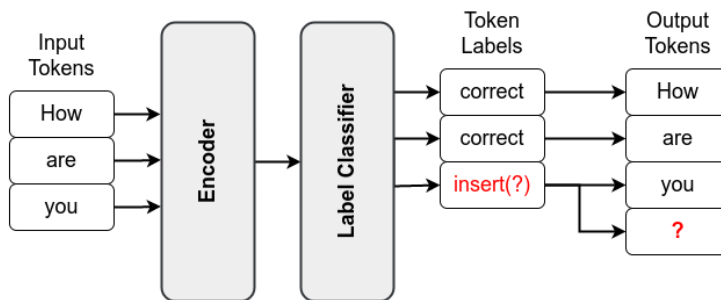 Input
Tokens
How
are
you
Encoder
Label Classifier
Token
Labels
correct
correct
insert(?)
Output
Tokens
How
are
you
?